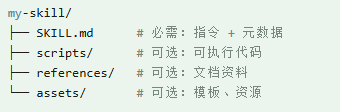 my-skill/
├── SKILL.md      # 必需: 指令 + 元数据
├── scripts/      # 可选: 可执行代码
├── references/   # 可选: 文档资料
└── assets/       # 可选: 模板、资源